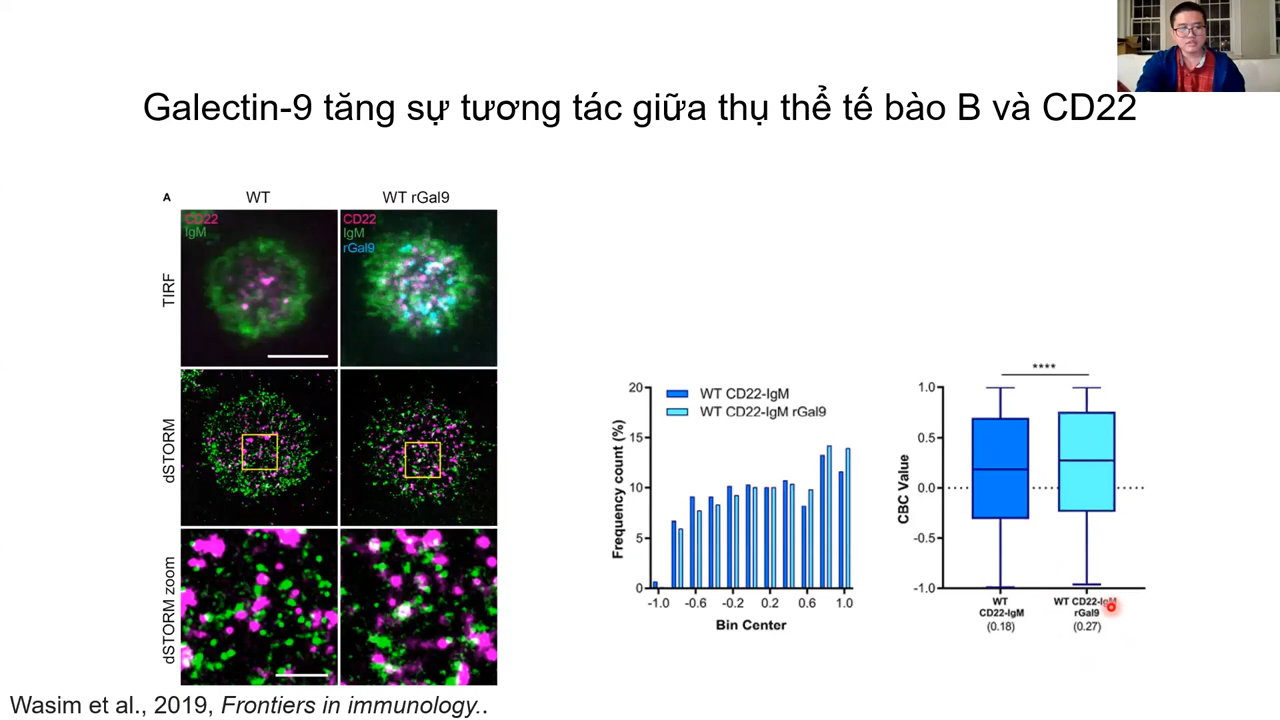 Galectin-9 tăng sự tương tác giữa thụ thể tế bào B và CD22
A
WT
WT rGal9
CD22
IgM
CD22
IgM
rGal9
TIRF
dSTORM
dSTORM zoom
20
15
10
5
0
Frequency count (%)
WT CD22-IgM
WT CD22-IgM rGal9
-1.0 -0.6 -0.2 0.2 0.6 1.0
Bin Center
****
1.0
0.5
0.0
-0.5
-1.0
CBC Value
WT
CD22-IgM
(0.18)
WT CD22-IgM
rGal9
(0.27)
Wasim et al., 2019, Frontiers in immunology..